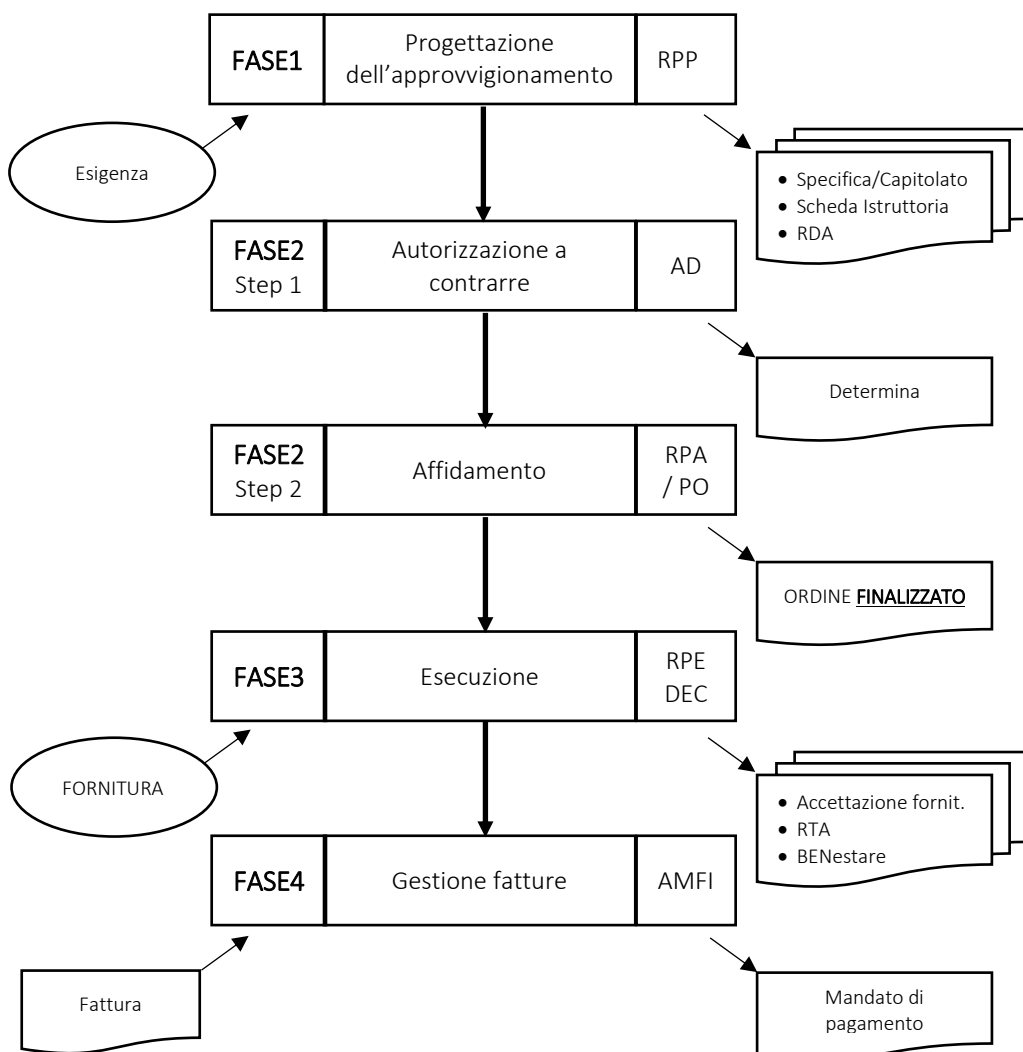 FASE1
Progettazione
dell’approvvigionamento
RPP
Esigenza
• Specifica/Capitolato
• Scheda Istruttoria
• RDA
FASE2
Step 1
Autorizzazione a
contrarre
AD
Determina
FASE2
Step 2
Affidamento
RPA
/ PO
ORDINE FINALIZZATO
FASE3
Esecuzione
RPE
DEC
FORNITURA
• Accettazione fornit.
• RTA
• BENestare
FASE4
Gestione fatture
AMFI
Fattura
Mandato di
pagamento